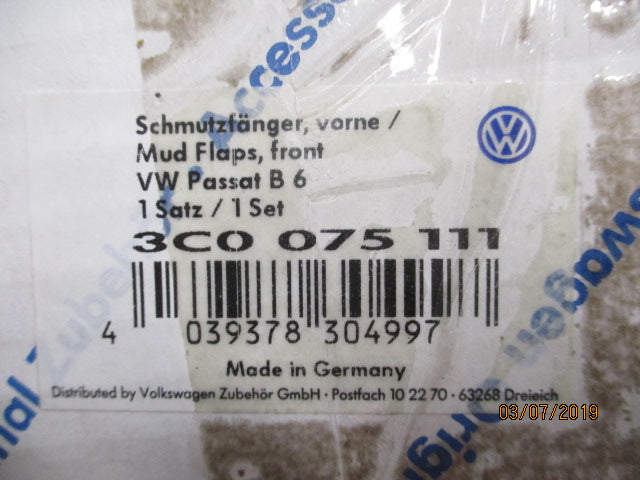 Schmutzfänger, vorne /
Mud Flaps, front
VW Passat B 6
1 Satz / 1 Set
3C0 075 111
4 039378 304997
Made in Germany
Distributed by Volkswagen Zubehör GmbH · Postfach 10 22 70 · 63268 Dreieich
03/07/2019